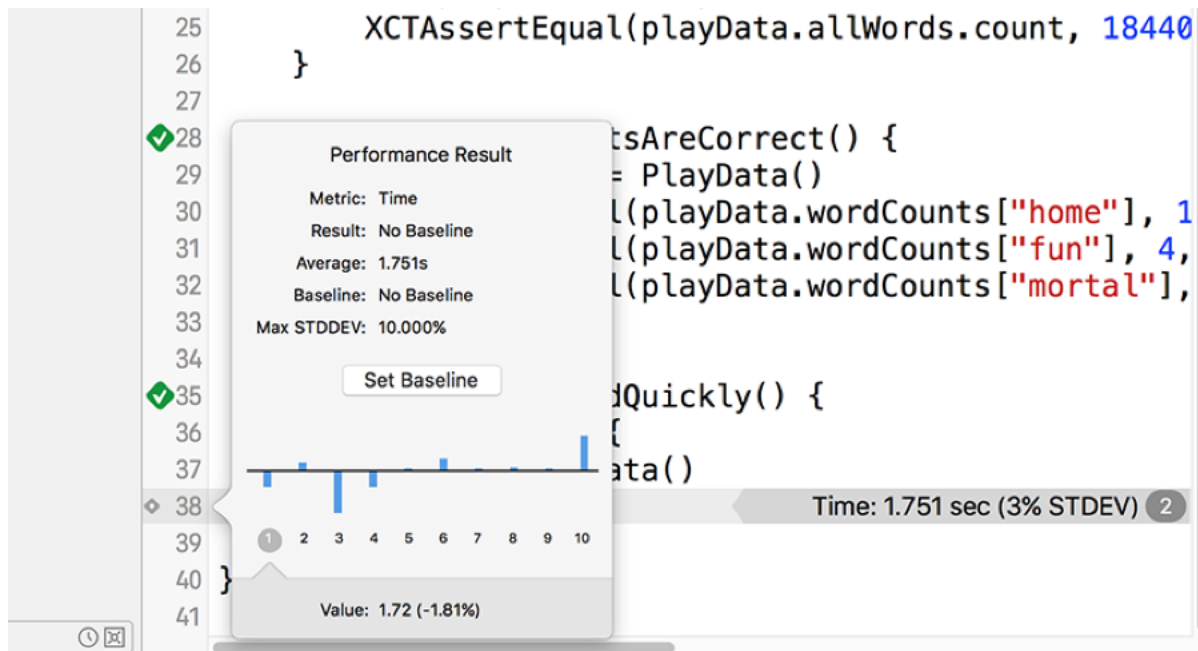 25 XCTAssertEqual(playData.allWords.count, 18440
26 }
27
28 tsAreCorrect() {
29 = PlayData()
30 l(playData.wordCounts["home"], 1
31 l(playData.wordCounts["fun"], 4,
32 l(playData.wordCounts["mortal"],
33
34
35 dQuickly() {
36 {
37 ata()
38 Time: 1.751 sec (3% STDEV) 2
39
40 }
41
Performance Result
Metric: Time
Result: No Baseline
Average: 1.751s
Baseline: No Baseline
Max STDDEV: 10.000%
Set Baseline
1 2 3 4 5 6 7 8 9 10
Value: 1.72 (-1.81%)